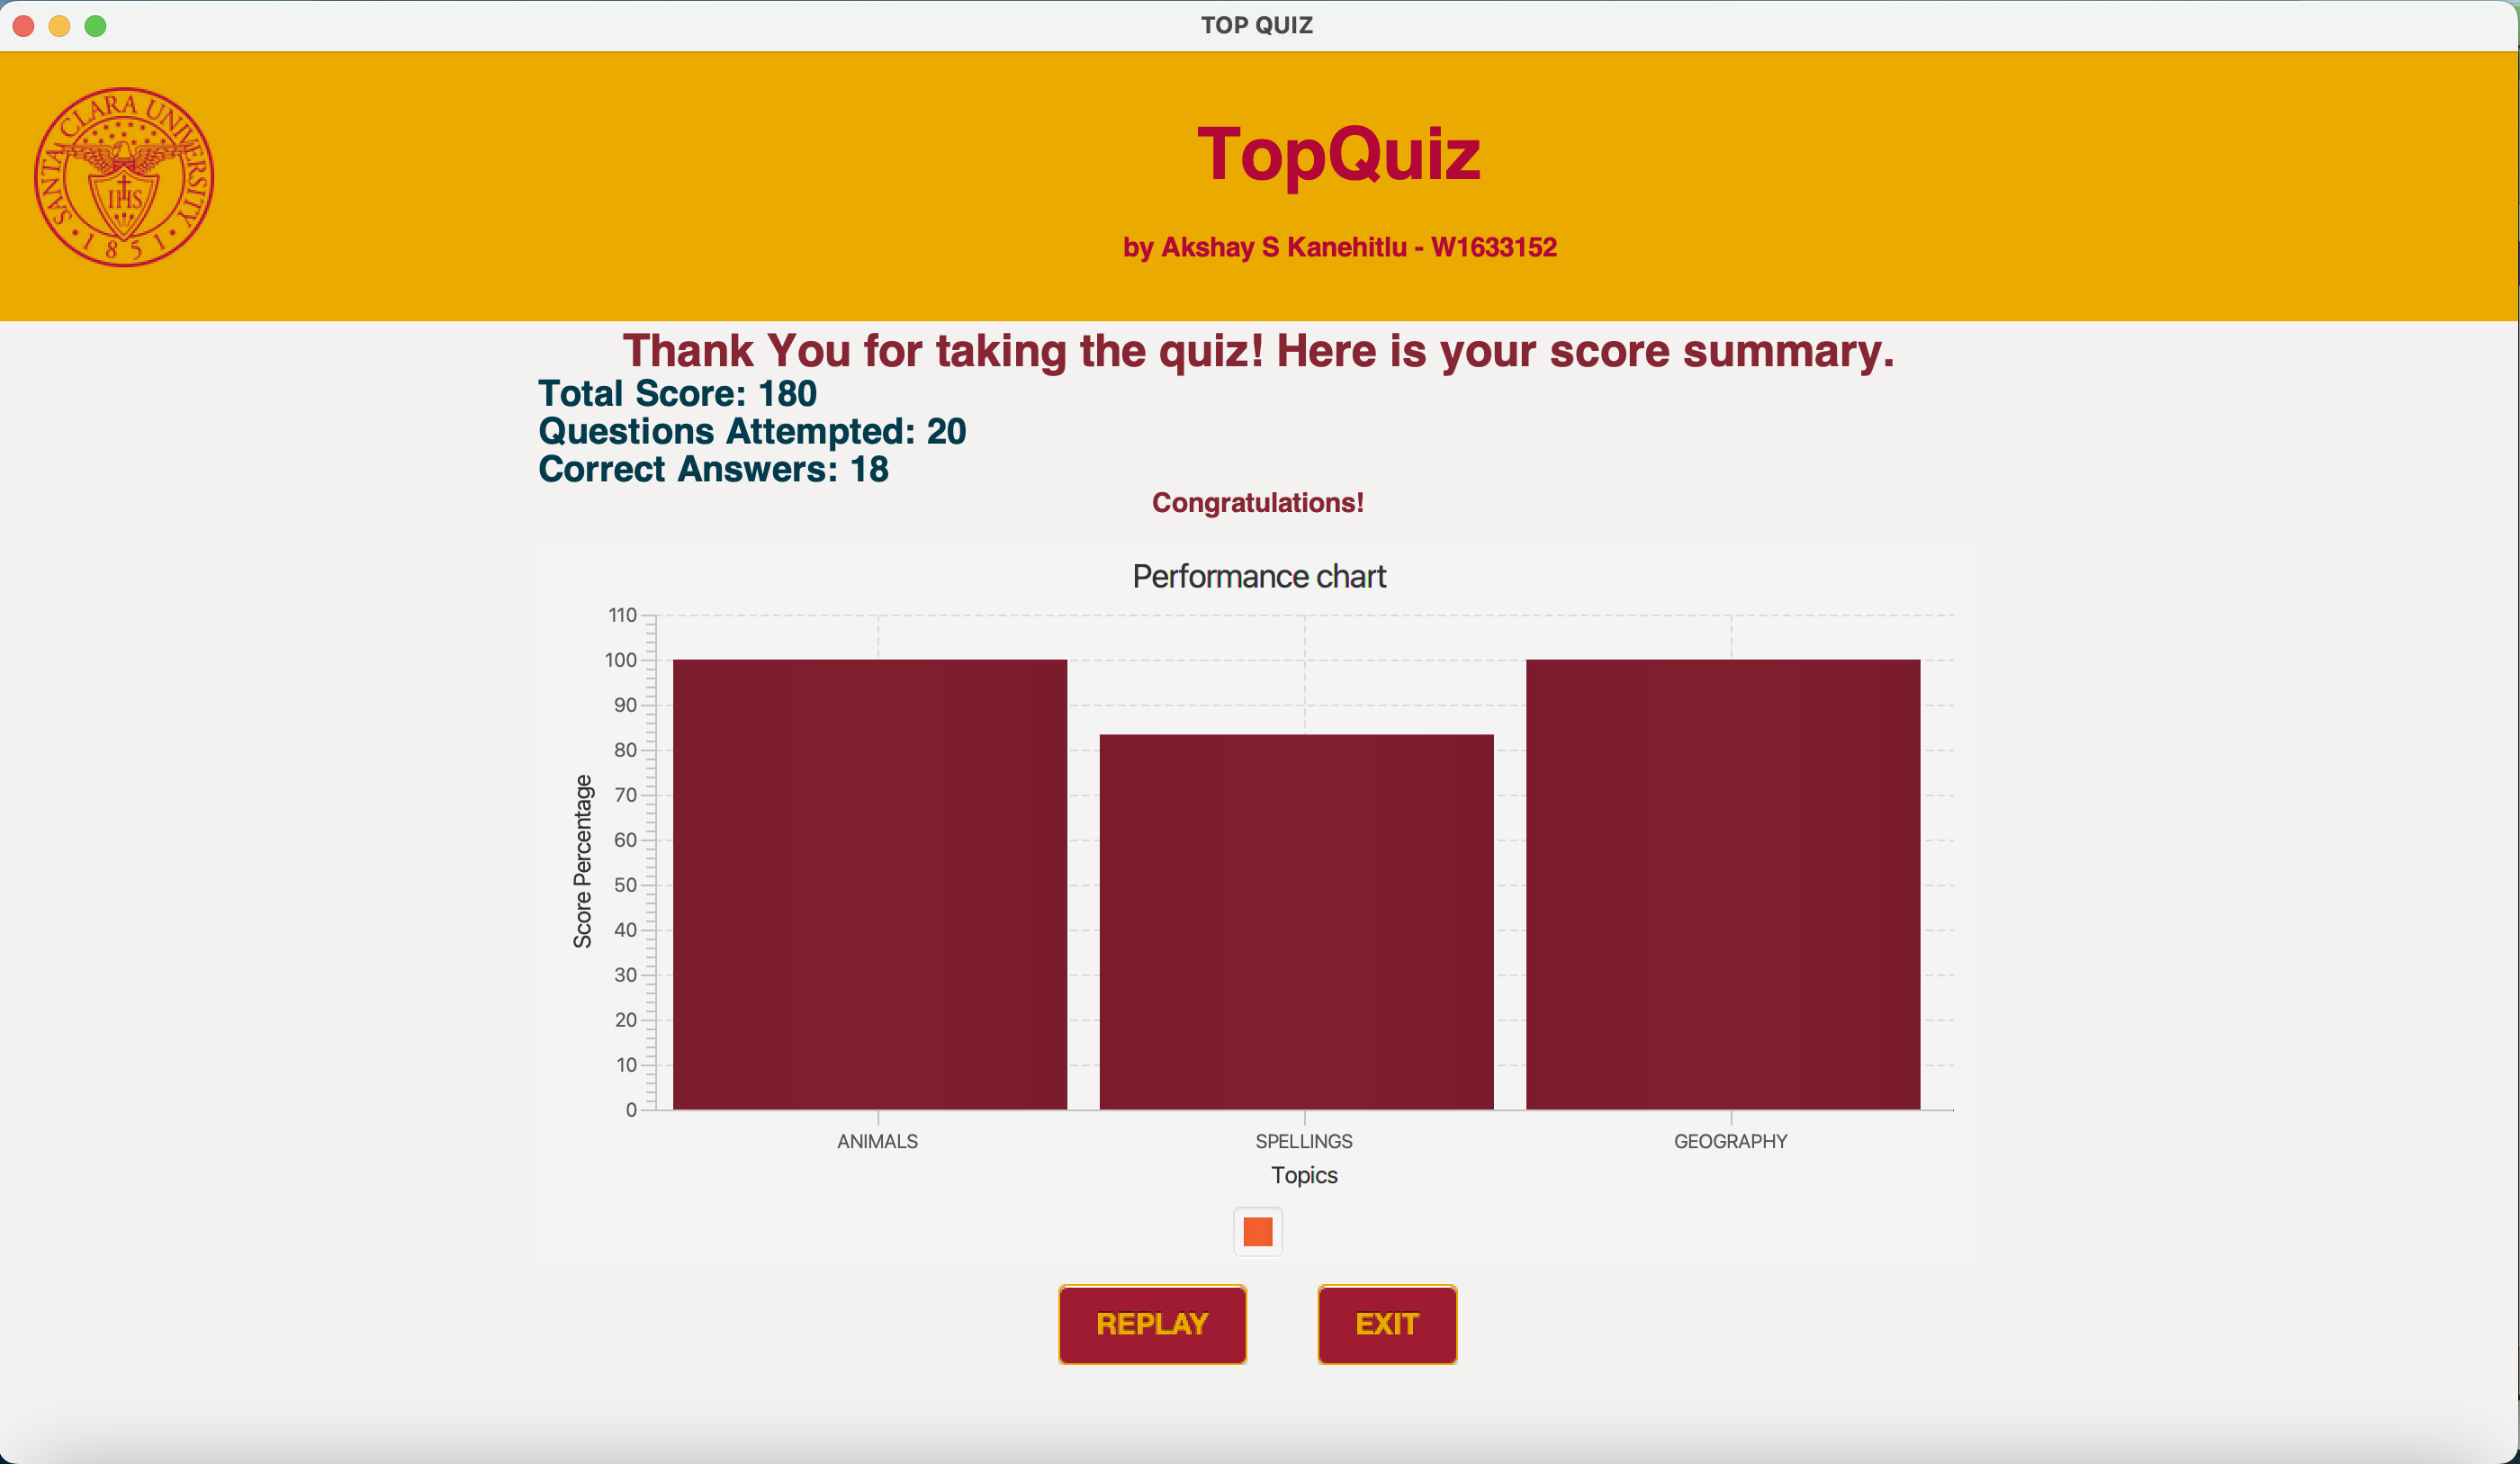 TOP QUIZ
SANTA CLARA UNIVERSITY
IHS
1851
TopQuiz
by Akshay S Kanehitlu - W1633152
Thank You for taking the quiz! Here is your score summary.
Total Score: 180
Questions Attempted: 20
Correct Answers: 18
Congratulations!
Performance chart
110
100
90
80
70
60
50
40
30
20
10
0
Score Percentage
ANIMALS SPELLINGS GEOGRAPHY
Topics
REPLAY EXIT